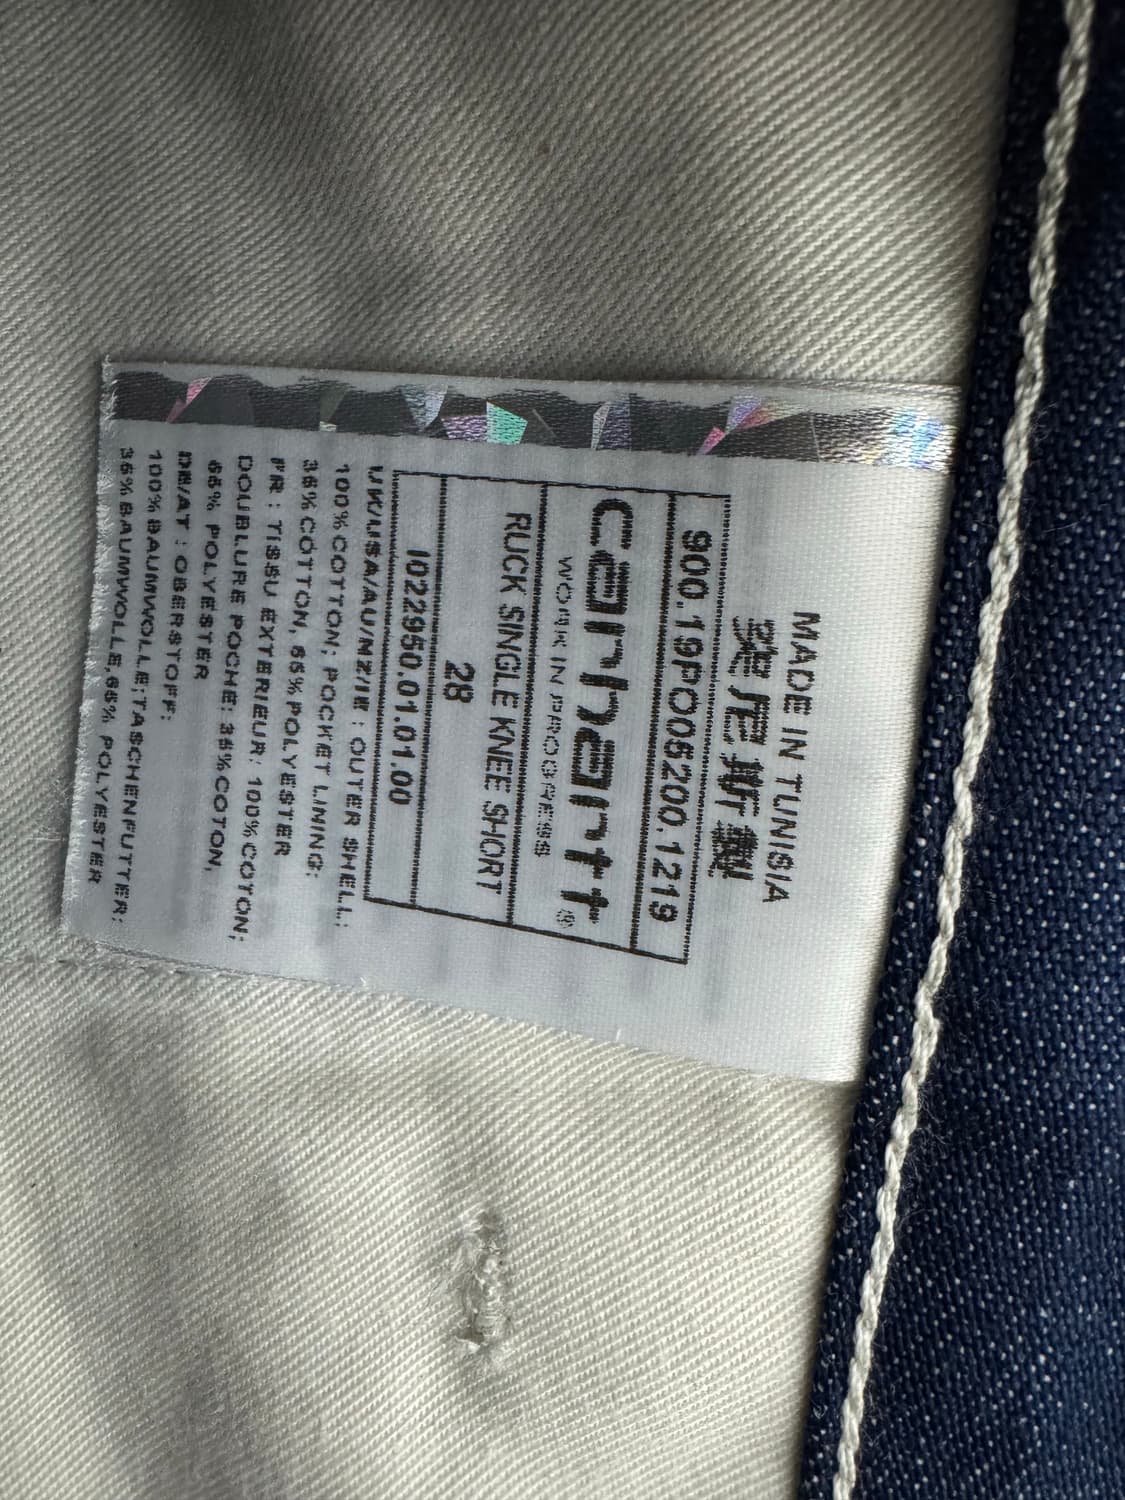 MADE IN TUNISIA
突尼斯製
900.19PO05200.1219
carhartt®
WORK IN PROGRESS
RUCK SINGLE KNEE SHORT
28
I022950.01.01.00
UK/USA/AU/NZ/IE : OUTER SHELL:
100%COTTON; POCKET LINING:
35%COTTON, 65%POLYESTER
FR : TISSU EXTERIEUR: 100%COTON;
DOUBLURE POCHE: 35%COTON,
65% POLYESTER
DE/AT : OBERSTOFF:
100%BAUMWOLLE;TASCHENFUTTER:
35%BAUMWOLLE,65% POLYESTER